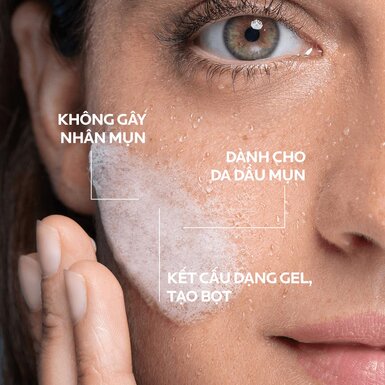 KHÔNG GÂY
NHÂN MỤN
DÀNH CHO
DA DẦU MỤN
KẾT CẤU DẠNG GEL,
TẠO BỌT